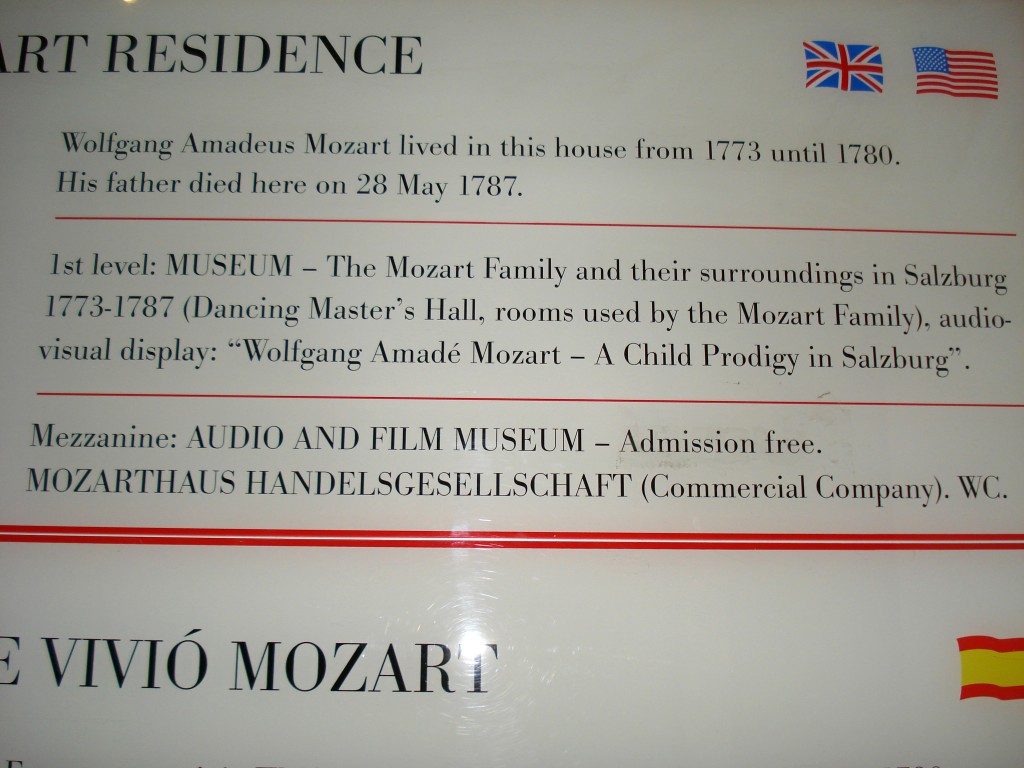 ART RESIDENCE
Wolfgang Amadeus Mozart lived in this house from 1773 until 1780.
His father died here on 28 May 1787.
1st level: MUSEUM – The Mozart Family and their surroundings in Salzburg
1773-1787 (Dancing Master's Hall, rooms used by the Mozart Family), audio-
visual display: “Wolfgang Amadé Mozart – A Child Prodigy in Salzburg”.
Mezzanine: AUDIO AND FILM MUSEUM – Admission free.
MOZARTHAUS HANDELSGESELLSCHAFT (Commercial Company). WC.
E VIVIÓ MOZART